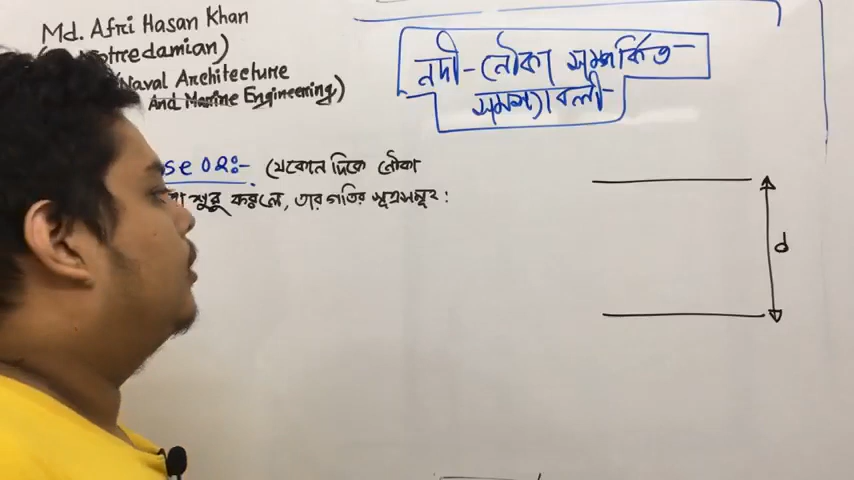 Md. Afri Hasan Khan
otredamian)
Naval Architecture
And Marine Engineering)
নদী-নৌকা সম্পর্কিত
সমস্যাবলী
se 02:- যেকোন দিকে নৌকা
শুরু করলে, তার গতির সূত্রসমূহ:
d